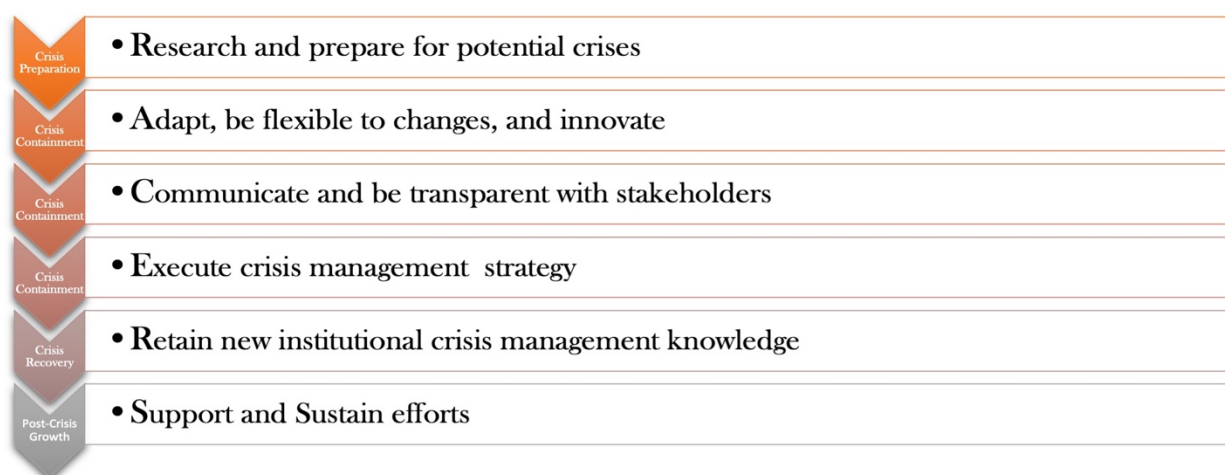 Crisis
Preparation
• Research and prepare for potential crises
Crisis
Containment
• Adapt, be flexible to changes, and innovate
Crisis
Containment
• Communicate and be transparent with stakeholders
Crisis
Containment
• Execute crisis management  strategy
Crisis
Recovery
• Retain new institutional crisis management knowledge
Post-Crisis
Growth
• Support and Sustain efforts